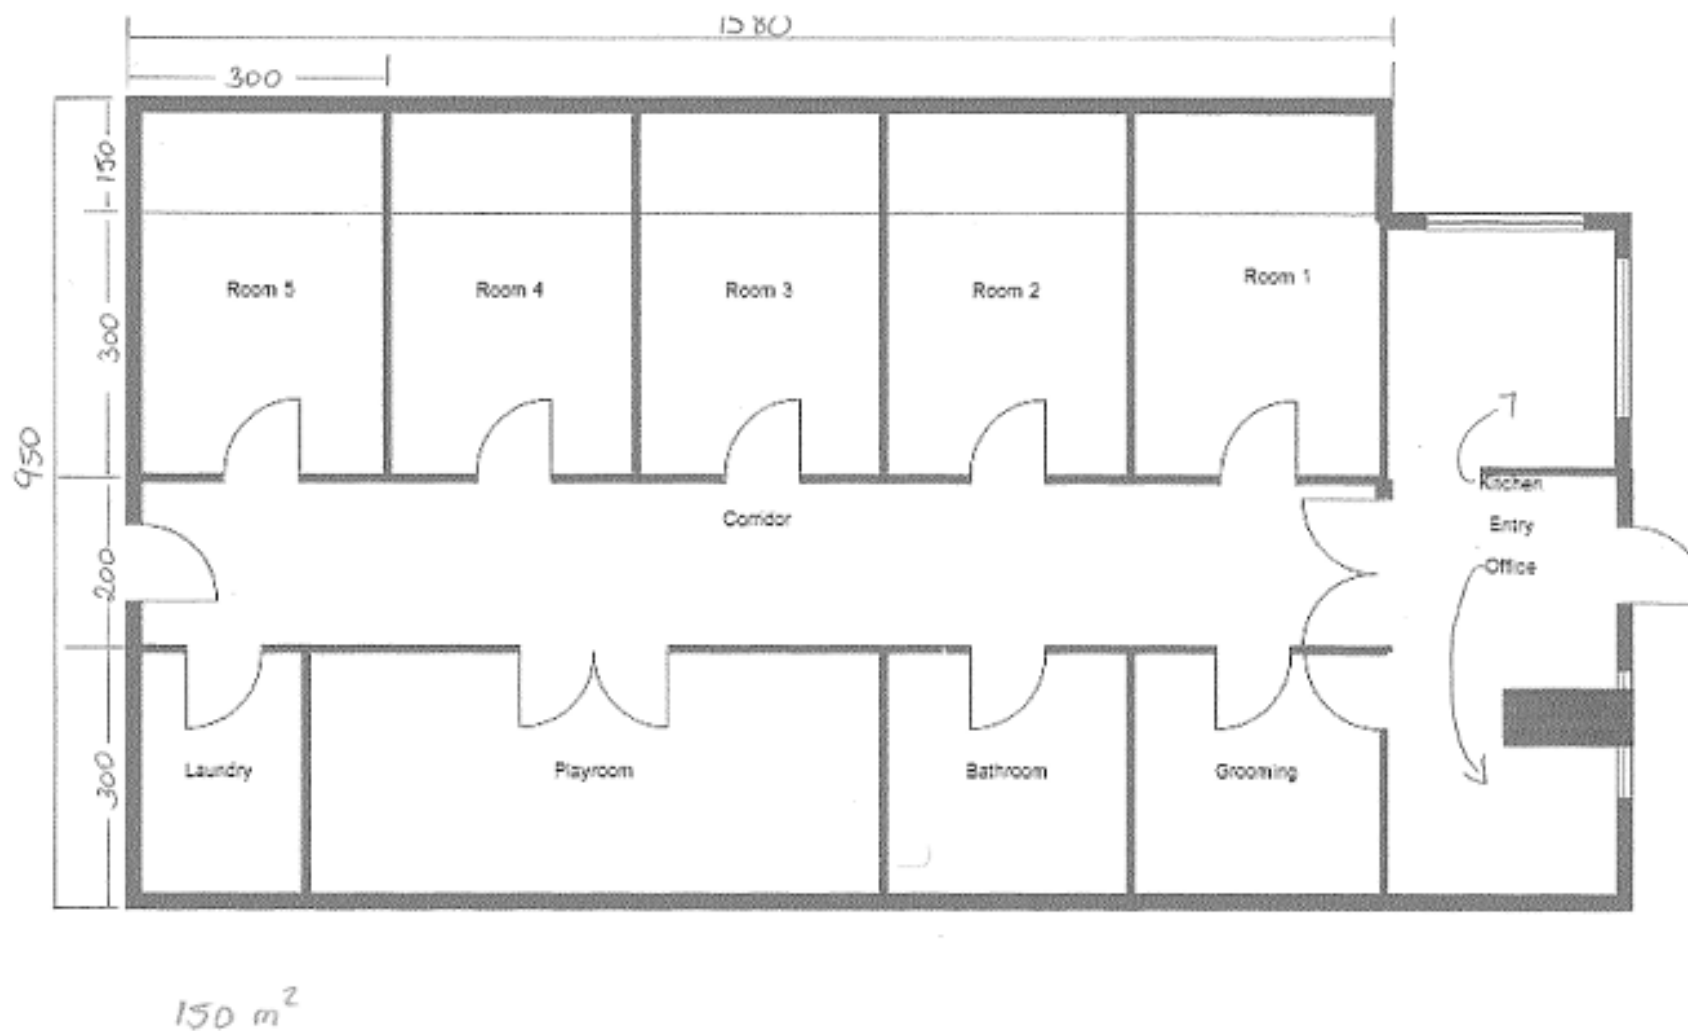 1580
300
150
300
950
200
300
Room 5
Room 4
Room 3
Room 2
Room 1
Corridor
Kitchen
Entry
Office
Laundry
Playroom
Bathroom
Grooming
150 m²